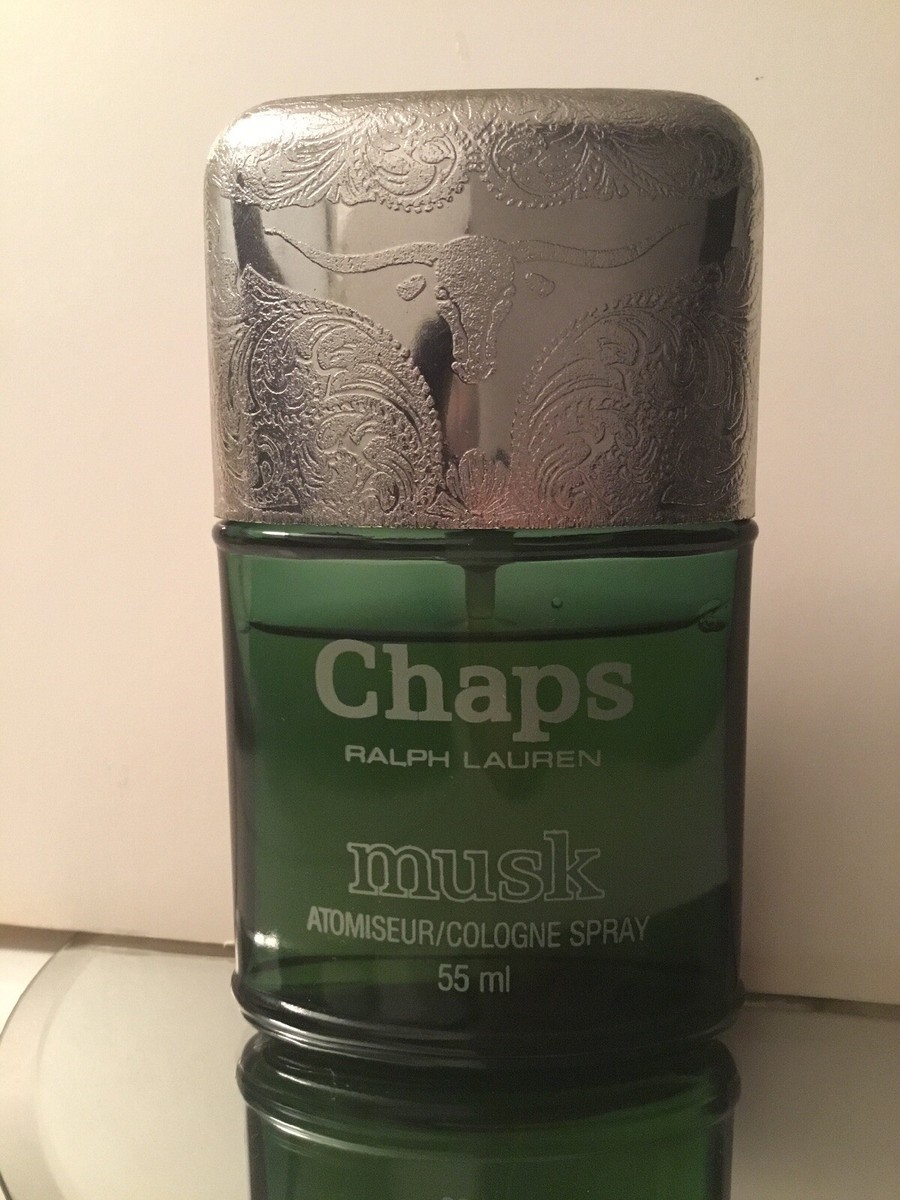 Chaps
RALPH LAUREN
musk
ATOMISEUR/COLOGNE SPRAY
55 ml